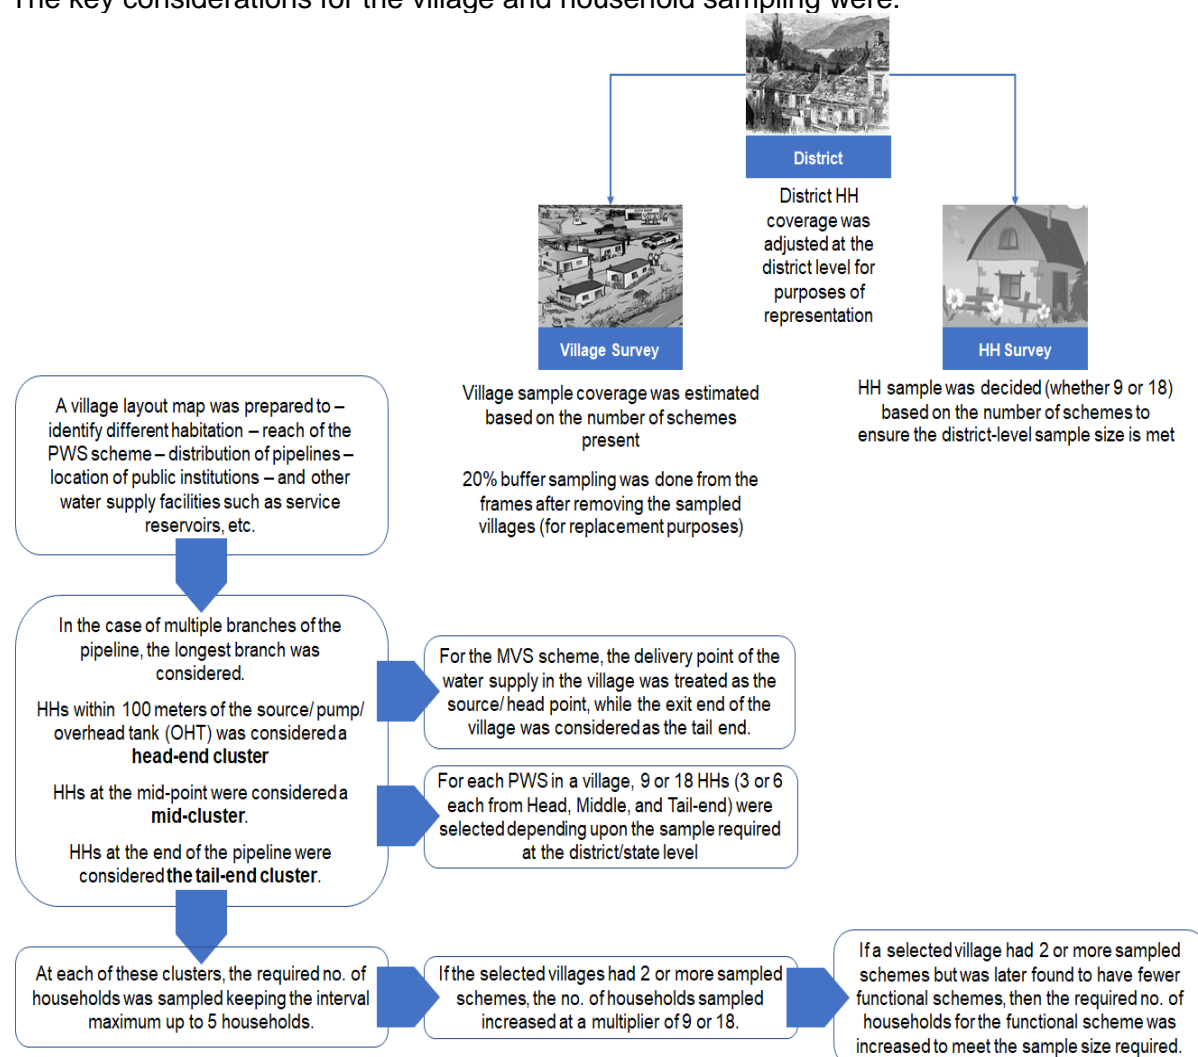 The key considerations for the village and household sampling were:
District
District HH
coverage was
adjusted at the
district level for
purposes of
representation
Village Survey
Village sample coverage was estimated
based on the number of schemes
present
20% buffer sampling was done from the
frames after removing the sampled
villages (for replacement purposes)
HH Survey
HH sample was decided (whether 9 or 18)
based on the number of schemes to
ensure the district-level sample size is met
A village layout map was prepared to –
identify different habitation – reach of the
PWS scheme – distribution of pipelines –
location of public institutions – and other
water supply facilities such as service
reservoirs, etc.
In the case of multiple branches of the
pipeline, the longest branch was
considered.
HHs within 100 meters of the source/ pump/
overhead tank (OHT) was considered a
head-end cluster
HHs at the mid-point were considered a
mid-cluster.
HHs at the end of the pipeline were
considered the tail-end cluster.
For the MVS scheme, the delivery point of the
water supply in the village was treated as the
source/ head point, while the exit end of the
village was considered as the tail end.
For each PWS in a village, 9 or 18 HHs (3 or 6
each from Head, Middle, and Tail-end) were
selected depending upon the sample required
at the district/state level
At each of these clusters, the required no. of
households was sampled keeping the interval
maximum up to 5 households.
If the selected villages had 2 or more sampled
schemes, the no. of households sampled
increased at a multiplier of 9 or 18.
If a selected village had 2 or more sampled
schemes but was later found to have fewer
functional schemes, then the required no. of
households for the functional scheme was
increased to meet the sample size required.